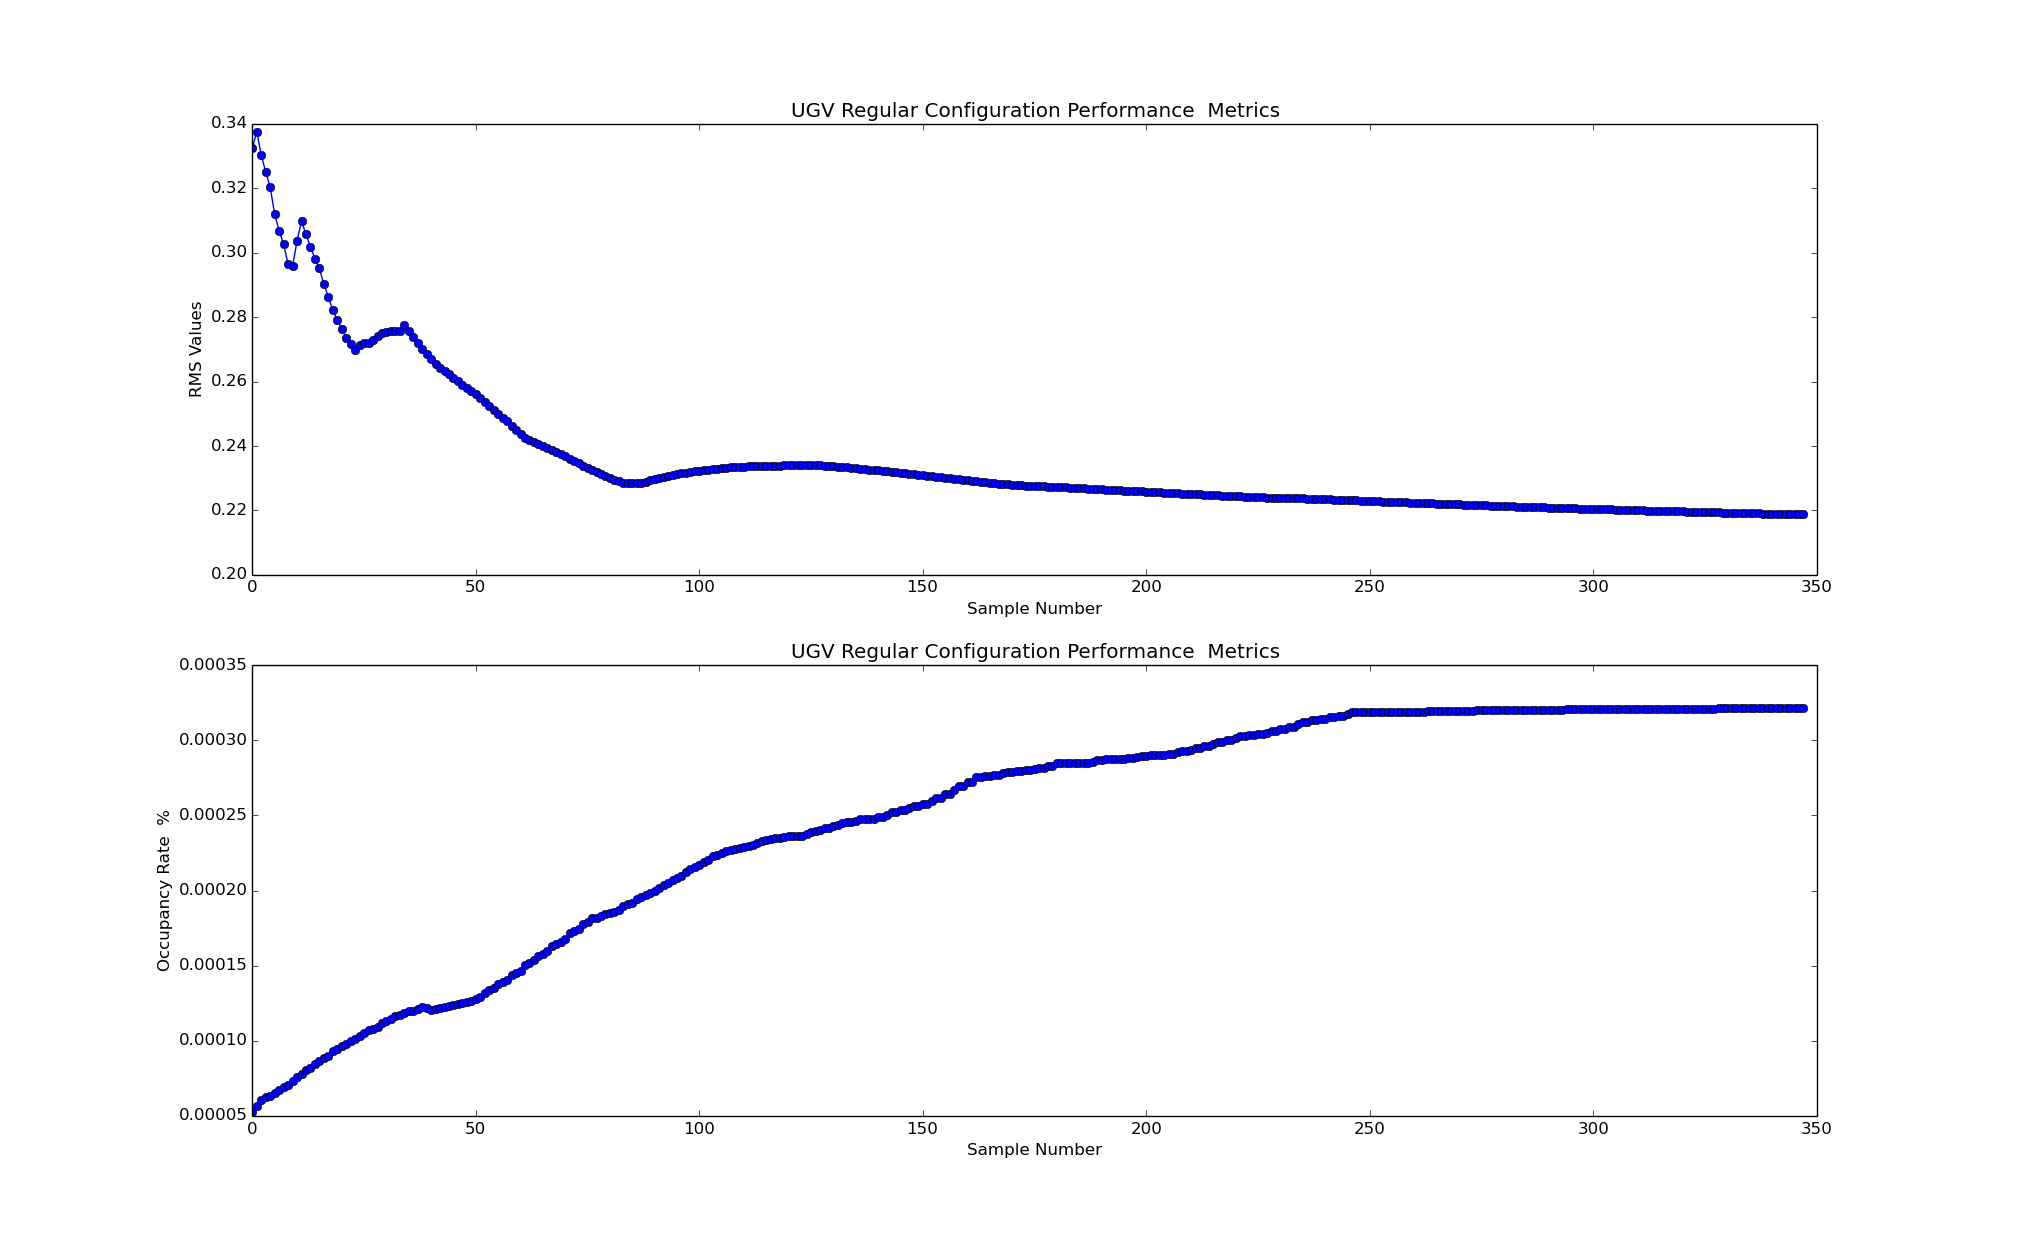 UGV Regular Configuration Performance  Metrics
0.34
0.32
0.30
0.28
0.26
0.24
0.22
0.20
RMS Values
0 50 100 150 200 250 300 350
Sample Number
UGV Regular Configuration Performance  Metrics
0.00035
0.00030
0.00025
0.00020
0.00015
0.00010
0.00005
Occupancy Rate  %
0 50 100 150 200 250 300 350
Sample Number